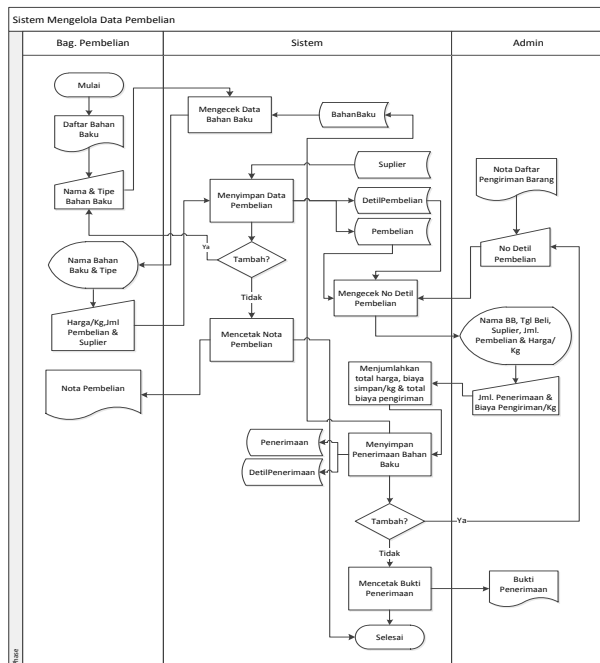 Sistem Mengelola Data Pembelian
Bag. Pembelian
Sistem
Admin
Mulai
Daftar Bahan
Baku
Nama & Tipe
Bahan Baku
Nama Bahan
Baku & Tipe
Harga/Kg,Jml
Pembelian
& Suplier
Nota Pembelian
Mengecek Data
Bahan Baku
BahanBaku
Suplier
Menyimpan Data
Pembelian
DetilPembelian
Pembelian
Ya
Tambah?
Tidak
Mengecek No Detil
Pembelian
Mencetak Nota
Pembelian
Menjumlahkan
total harga, biaya
simpan/kg & total
biaya pengiriman
Penerimaan
DetilPenerimaan
Menyimpan
Penerimaan Bahan
Baku
Tambah?
Ya
Tidak
Mencetak Bukti
Penerimaan
Selesai
Nota Daftar
Pengiriman Barang
No Detil
Pembelian
Nama BB, Tgl Beli,
Suplier, Jml.
Pembelian & Harga/
Kg
Jml. Penerimaan &
Biaya Pengiriman/Kg
Bukti
Penerimaan